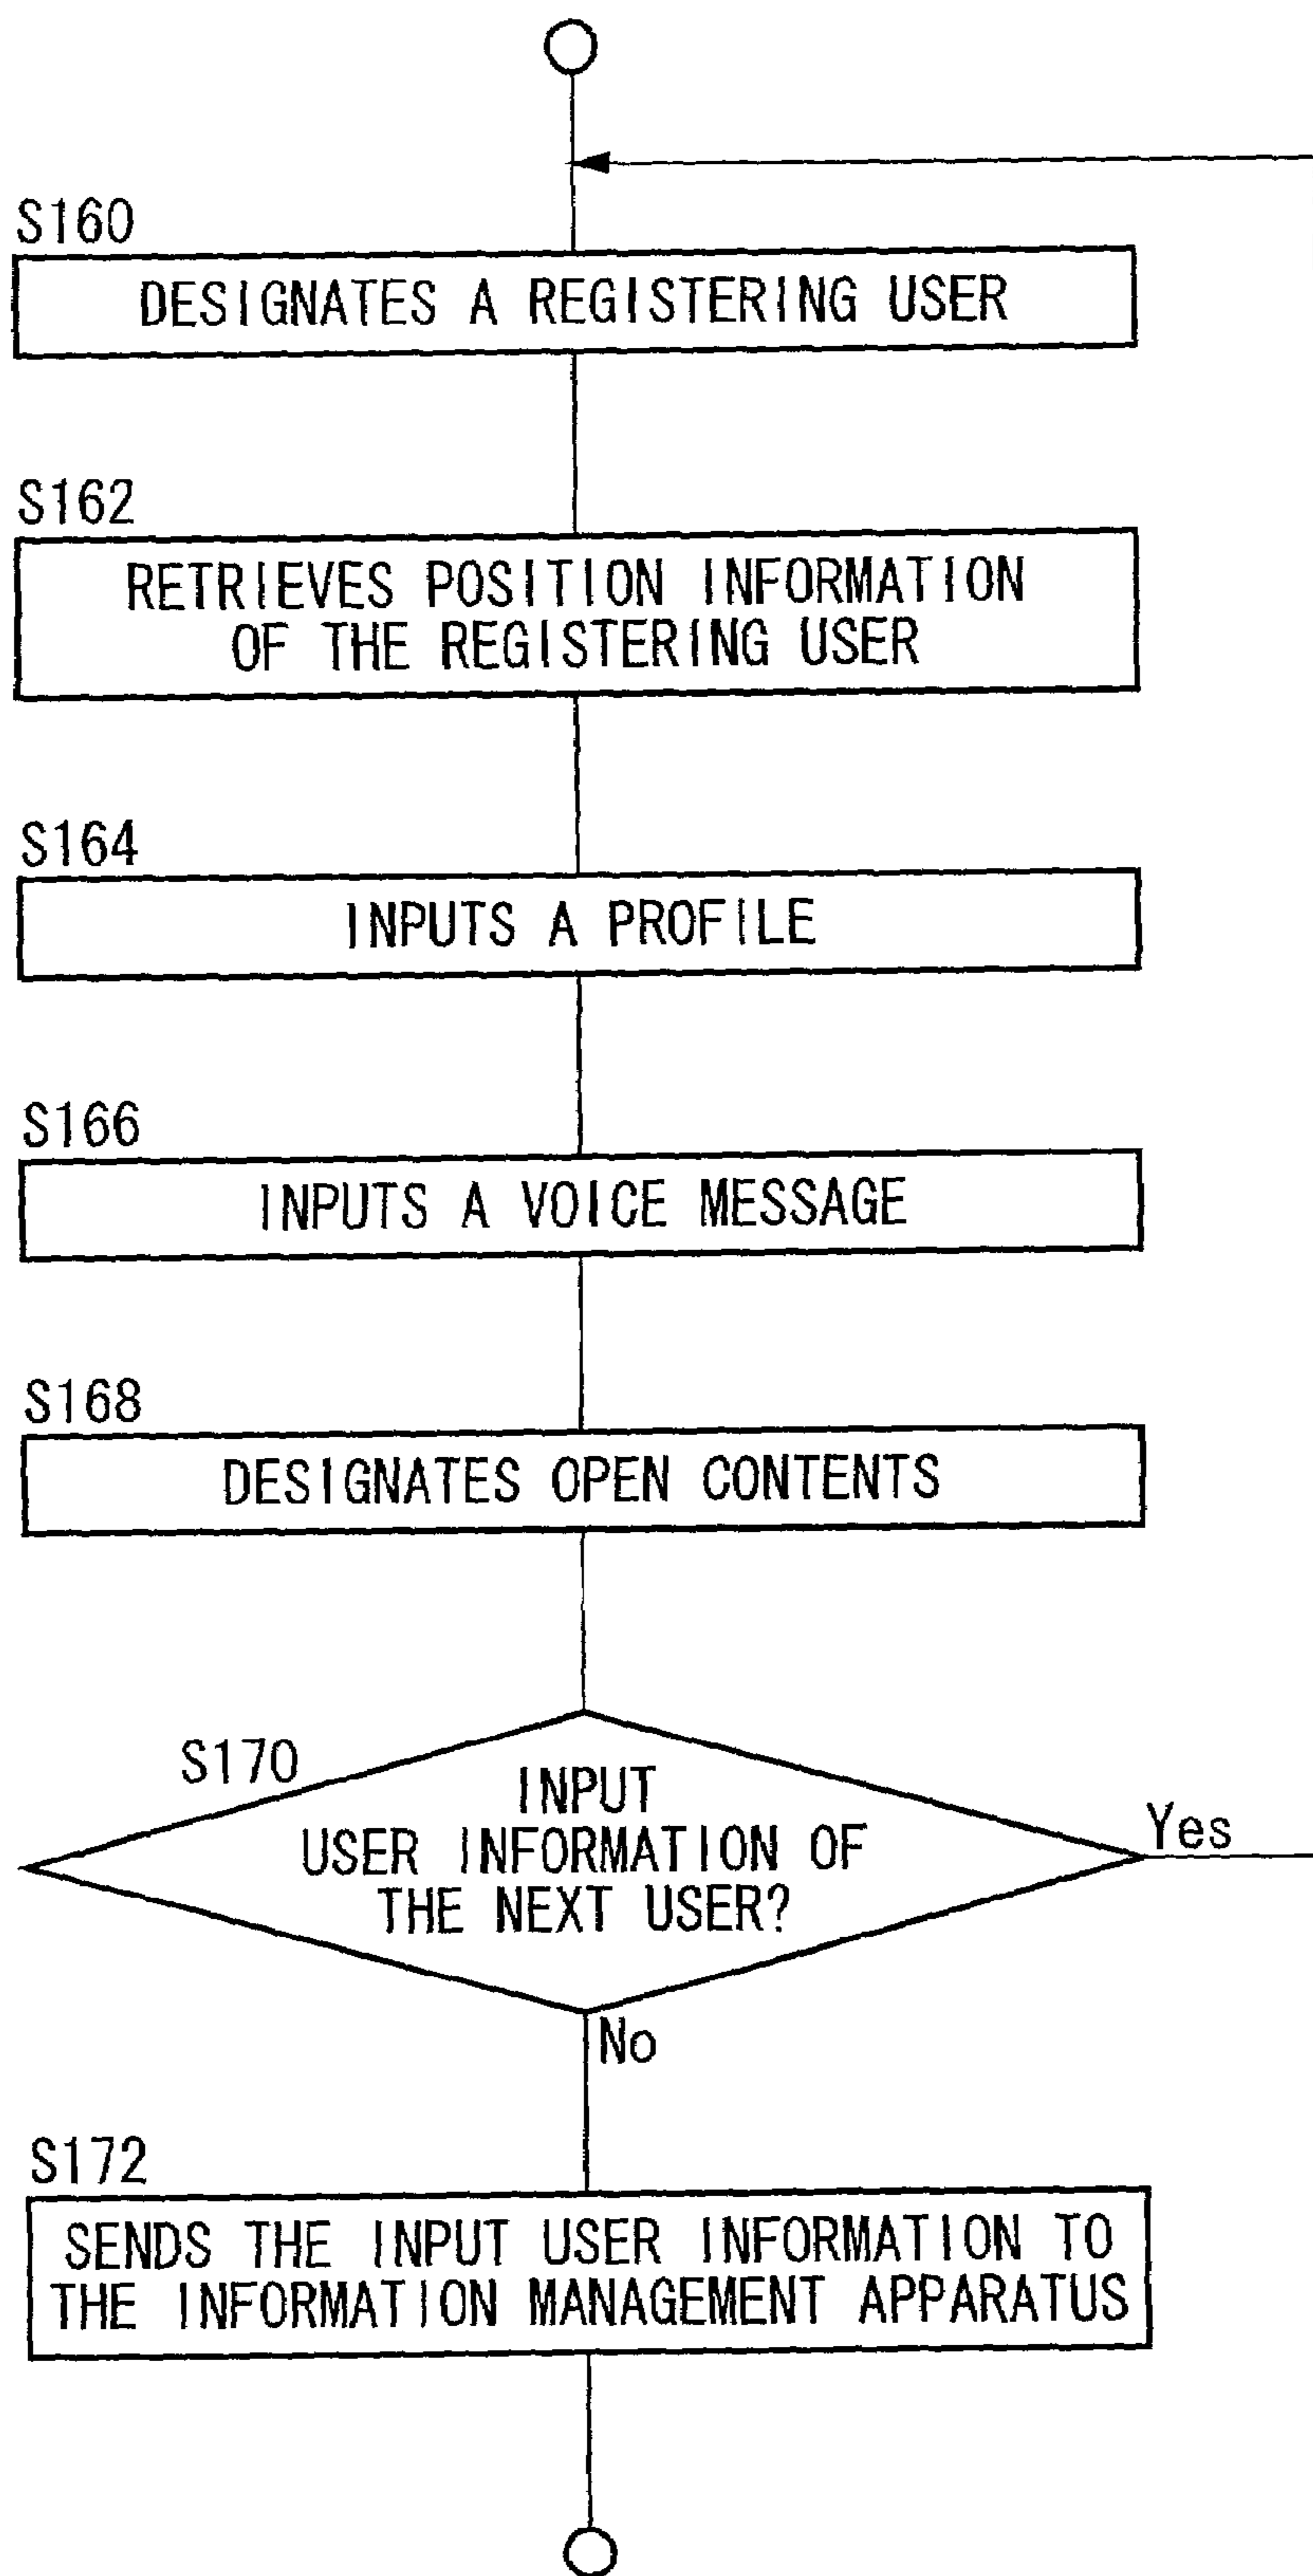 S160
DESIGNATES A REGISTERING USER
S162
RETRIEVES POSITION INFORMATION
OF THE REGISTERING USER
S164
INPUTS A PROFILE
S166
INPUTS A VOICE MESSAGE
S168
DESIGNATES OPEN CONTENTS
S170
INPUT
USER INFORMATION OF
THE NEXT USER?
Yes
No
S172
SENDS THE INPUT USER INFORMATION TO
THE INFORMATION MANAGEMENT APPARATUS